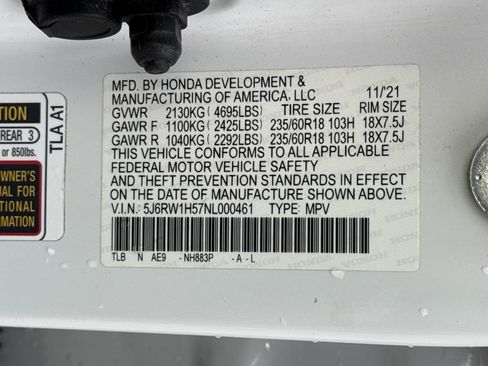 MFD. BY HONDA DEVELOPMENT &
MANUFACTURING OF AMERICA, LLC 11/21
GVWR 2130KG ( 4695LBS) TIRE SIZE RIM SIZE
GAWR F 1100KG ( 2425LBS) 235/60R18 103H 18X7.5J
GAWR R 1040KG ( 2292LBS) 235/60R18 103H 18X7.5J
THIS VEHICLE CONFORMS TO ALL APPLICABLE
FEDERAL MOTOR VEHICLE SAFETY
AND THEFT PREVENTION STANDARDS IN EFFECT
ON THE DATE OF MANUFACTURE SHOWN ABOVE.
V.I.N.: 5J6RW1H57NL000461 TYPE: MPV
TLB N AE9 - NH883P - A - L
TION
REAR 3
or 850lbs.
WNER'S
UAL FOR
TIONAL
TLA A1